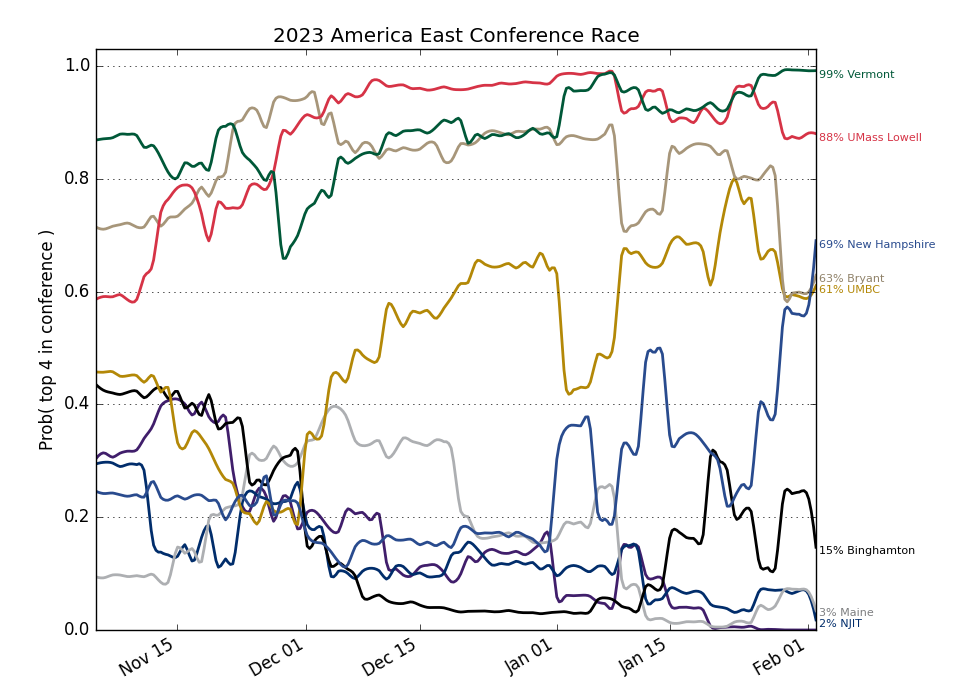 2023 America East Conference Race
Prob( top 4 in conference )
1.0
0.8
0.6
0.4
0.2
0.0
99% Vermont
88% UMass Lowell
69% New Hampshire
63% Bryant
61% UMBC
15% Binghamton
3% Maine
2% NJIT
Nov 15
Dec 01
Dec 15
Jan 01
Jan 15
Feb 01